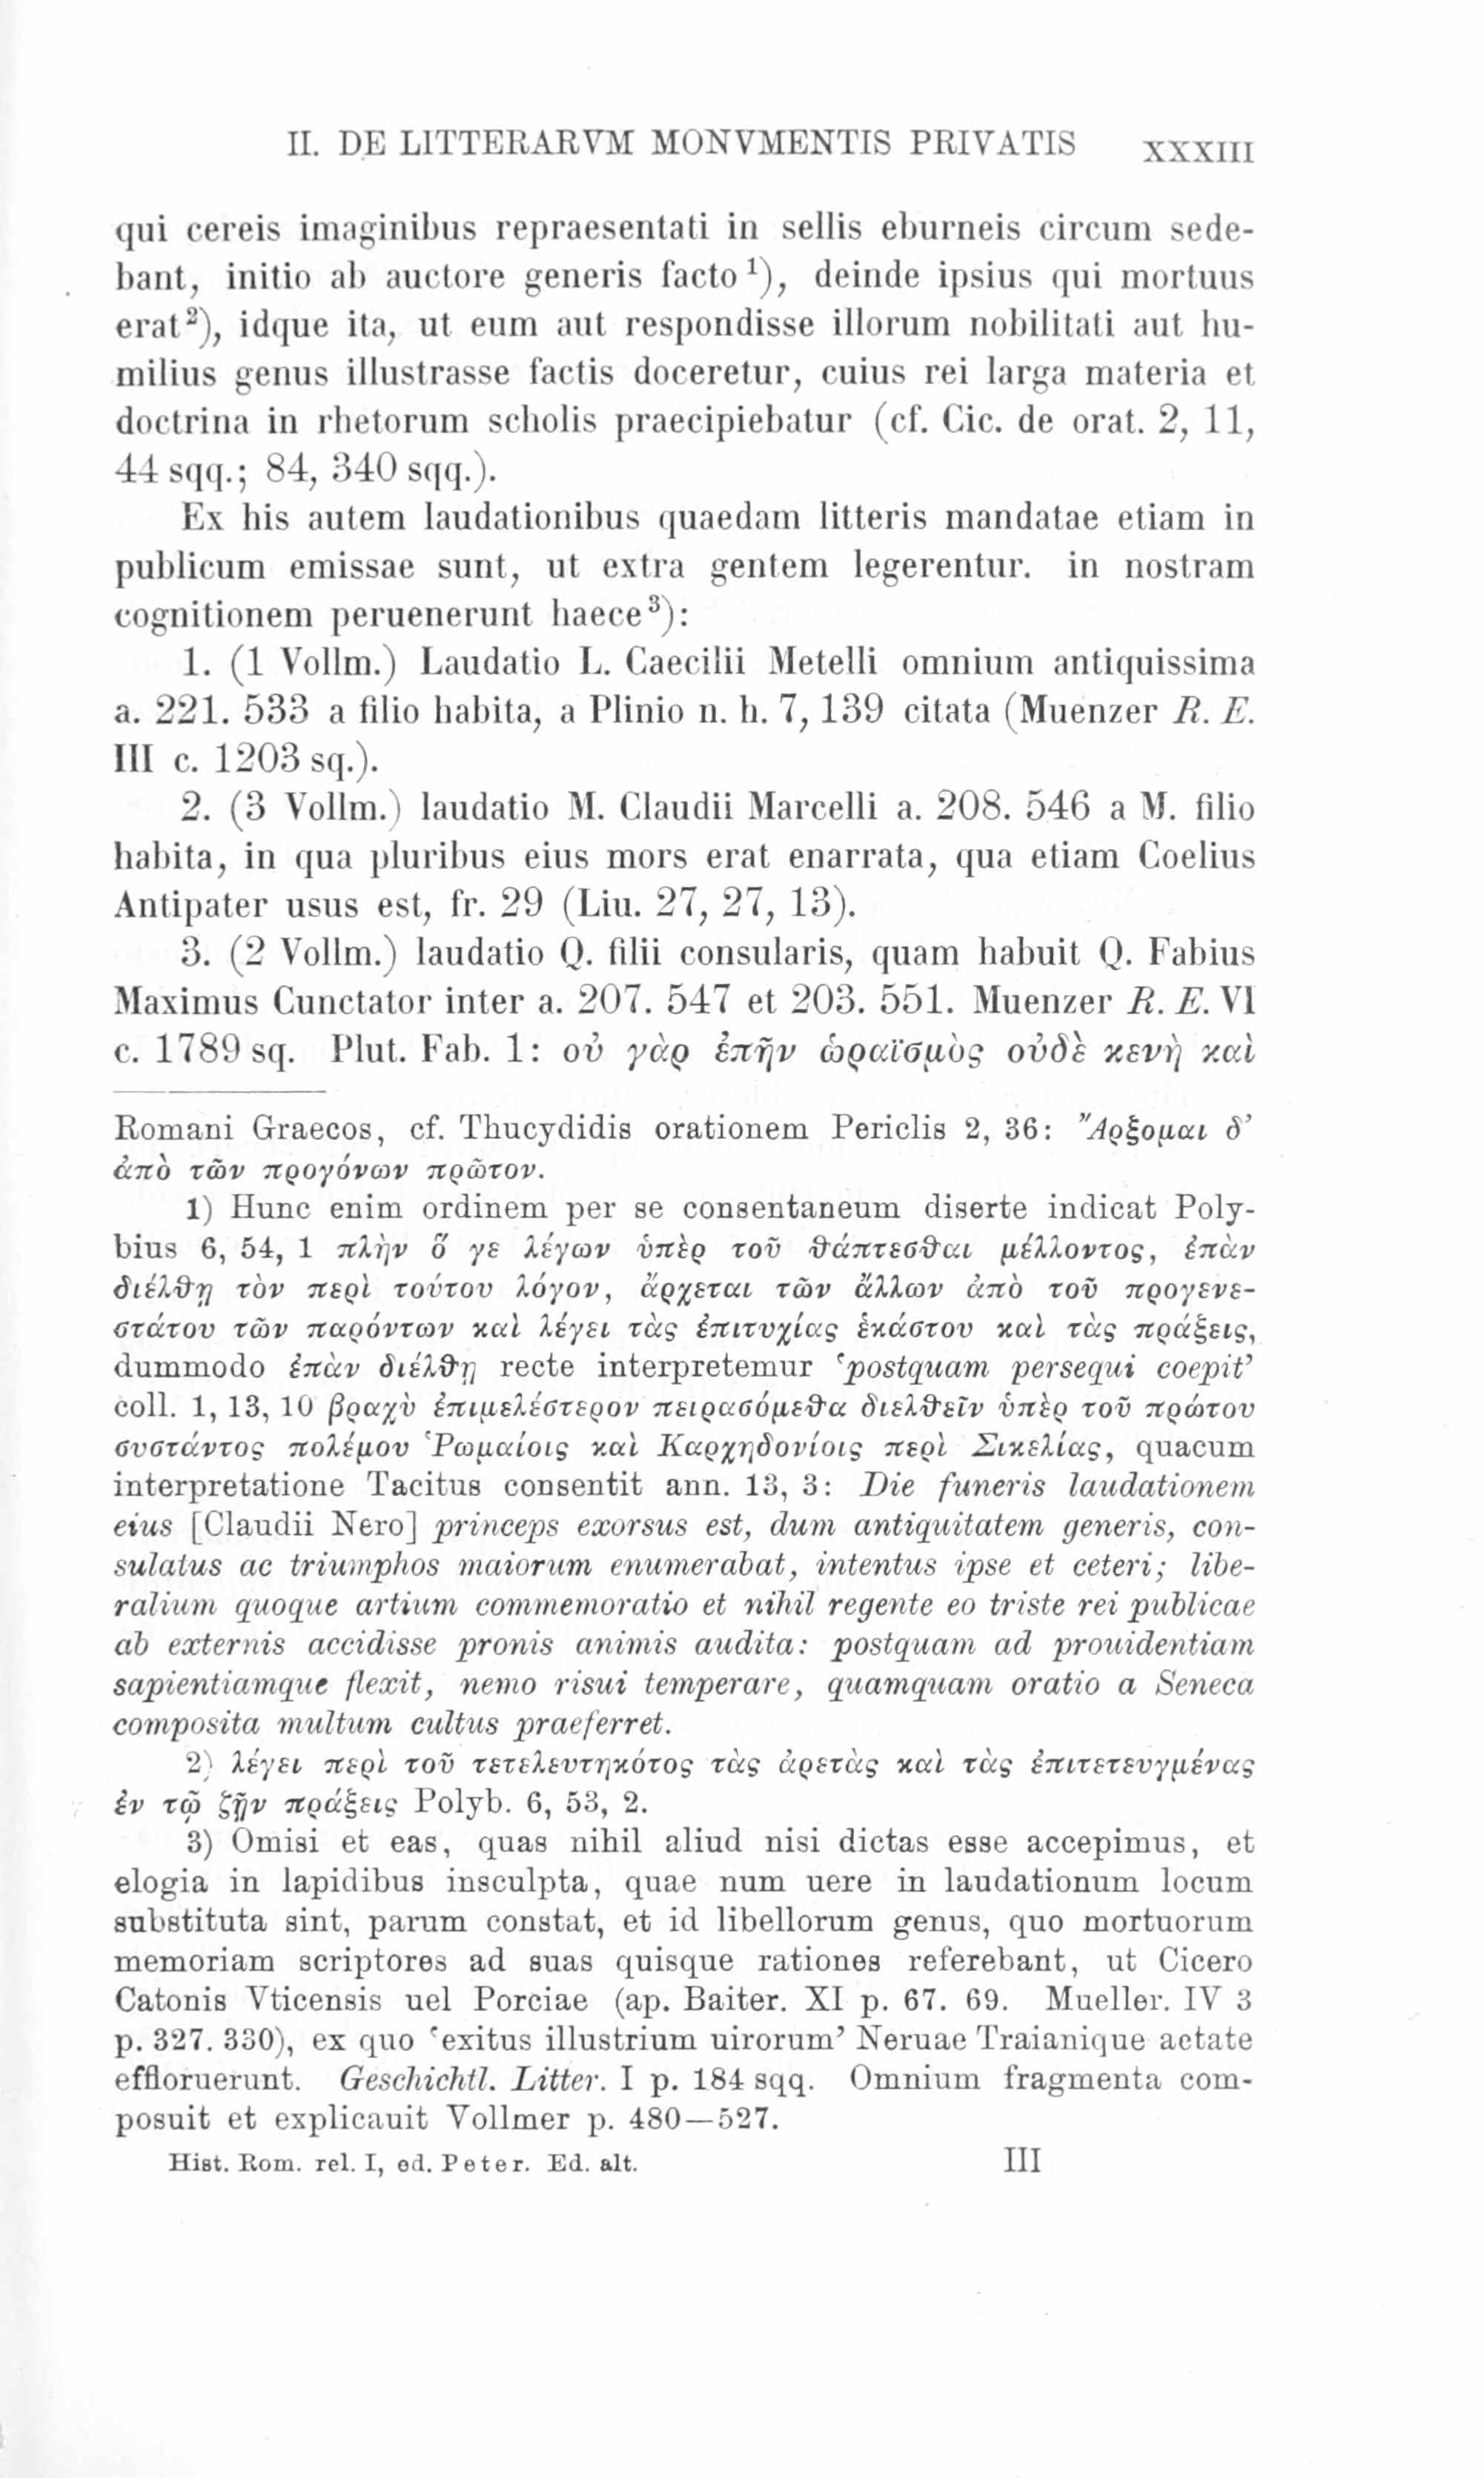 II. DE LITTERARVM MONVMENTIS PRIVATIS XXXIII
qui cereis imaginibus repraesentati in sellis eburneis circum sede-
bant, initio ab auctore generis facto ¹), deinde ipsius qui mortuus
erat ²), idque ita, ut eum aut respondisse illorum nobilitati aut hu-
milius genus illustrasse factis doceretur, cuius rei larga materia et
doctrina in rhetorum scholis praecipiebatur (cf. Cic. de orat. 2, 11,
44 sqq.; 84, 340 sqq.).
Ex his autem laudationibus quaedam litteris mandatae etiam in
publicum emissae sunt, ut extra gentem legerentur. in nostram
cognitionem peruenerunt haece ³):
1. (1 Vollm.) Laudatio L. Caecilii Metelli omnium antiquissima
a. 221. 533 a filio habita, a Plinio n. h. 7, 139 citata (Muenzer R. E.
III c. 1203 sq.).
2. (3 Vollm.) laudatio M. Claudii Marcelli a. 208. 546 a M. filio
habita, in qua pluribus eius mors erat enarrata, qua etiam Coelius
Antipater usus est, fr. 29 (Liu. 27, 27, 13).
3. (2 Vollm.) laudatio Q. filii consularis, quam habuit Q. Fabius
Maximus Cunctator inter a. 207. 547 et 203. 551. Muenzer R. E. VI
c. 1789 sq. Plut. Fab. 1: οὐ γὰρ ἐπῆν ὡραϊσμὸς οὐδὲ κενὴ καὶ
Romani Graecos, cf. Thucydidis orationem Periclis 2, 36: Ἄρξομαι δ’
ἀπὸ τῶν προγόνων πρῶτον.
1) Hunc enim ordinem per se consentaneum diserte indicat Poly-
bius 6, 54, 1 πλὴν ὅ γε λέγων ὑπὲρ τοῦ θάπτεσθαι μέλλοντος, ἐπὰν
διέλθῃ τὸν περὶ τούτου λόγον, ἄρχεται τῶν ἄλλων ἀπὸ τοῦ προγενε-
στάτου τῶν παρόντων καὶ λέγει τὰς ἐπιτυχίας ἑκάστου καὶ τὰς πράξεις,
dummodo ἐπὰν διέλθῃ recte interpretemur ‘postquam persequi coepit’
coll. 1, 13, 10 βραχὺ ἐπιμελέστερον πειρασόμεθα διελθεῖν ὑπὲρ τοῦ πρώτου
συστάντος πολέμου Ῥωμαίοις καὶ Καρχηδονίοις περὶ Σικελίας, quacum
interpretatione Tacitus consentit ann. 13, 3: Die funeris laudationem
eius [Claudii Nero] princeps exorsus est, dum antiquitatem generis, con-
sulatus ac triumphos maiorum enumerabat, intentus ipse et ceteri; libe-
ralium quoque artium commemoratio et nihil regente eo triste rei publicae
ab externis accidisse pronis animis audita: postquam ad prouidentiam
sapientiamque flexit, nemo risui temperare, quamquam oratio a Seneca
composita multum cultus praeferret.
2) λέγει περὶ τοῦ τετελευτηκότος τὰς ἀρετὰς καὶ τὰς ἐπιτετευγμένας
ἐν τῷ ζῆν πράξεις Polyb. 6, 53, 2.
3) Omisi et eas, quas nihil aliud nisi dictas esse accepimus, et
elogia in lapidibus insculpta, quae num uere in laudationum locum
substituta sint, parum constat, et id libellorum genus, quo mortuorum
memoriam scriptores ad suas quisque rationes referebant, ut Cicero
Catonis Vticensis uel Porciae (ap. Baiter. XI p. 67. 69. Mueller. IV 3
p. 327. 330), ex quo ‘exitus illustrium uirorum’ Neruae Traianique aetate
effloruerunt. Geschichtl. Litter. I p. 184 sqq. Omnium fragmenta com-
posuit et explicauit Vollmer p. 480—527.
Hist. Rom. rel. I, ed. Peter. Ed. alt. III